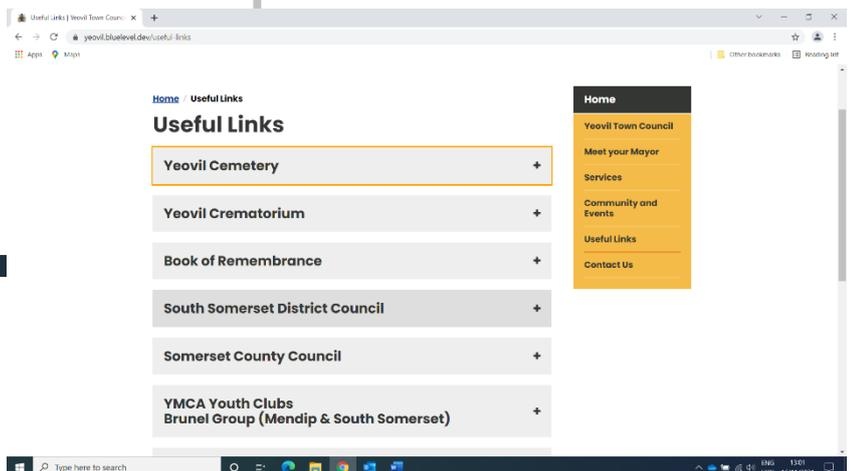 Useful Links | Yeovil Town Counc
yeovil.bluelevel.dev/useful-links
Apps Maps Other bookmarks Reading list
Home / Useful Links
Useful Links
Yeovil Cemetery +
Yeovil Crematorium +
Book of Remembrance +
South Somerset District Council +
Somerset County Council +
YMCA Youth Clubs
Brunel Group (Mendip & South Somerset) +
Home
Yeovil Town Council
Meet your Mayor
Services
Community and
Events
Useful Links
Contact Us
Type here to search
ENG 13:01